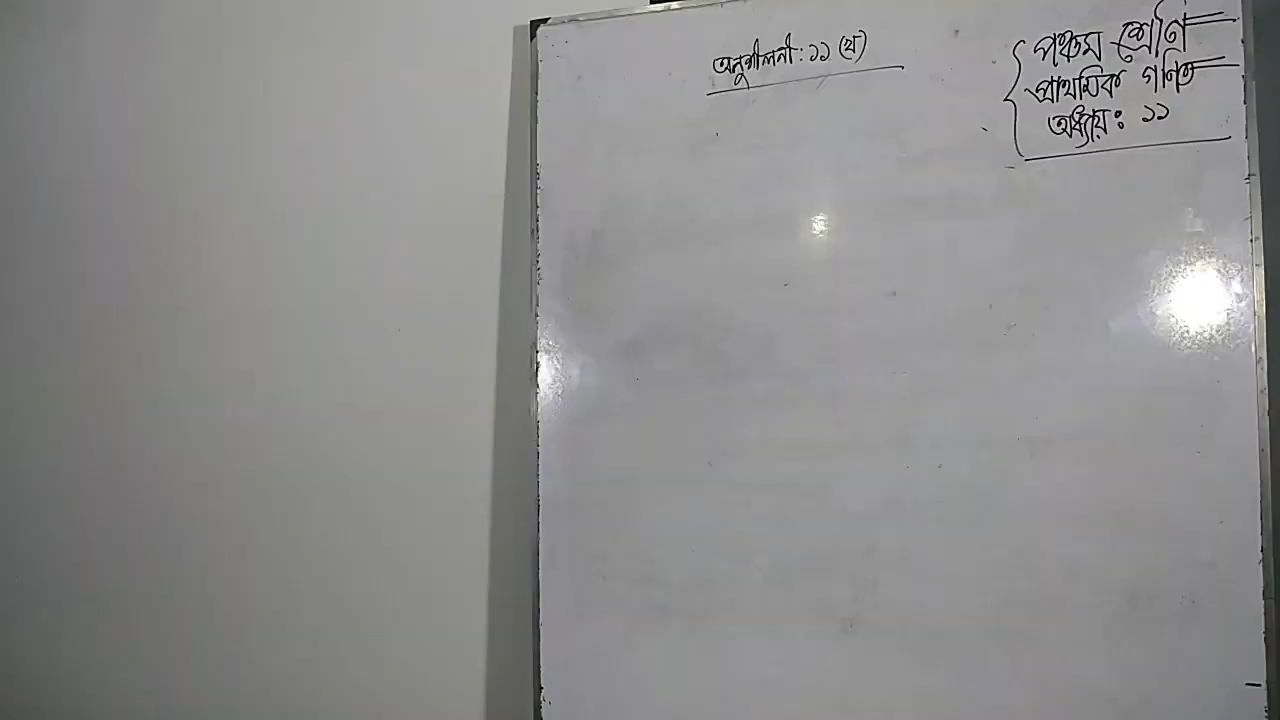 অনুশীলনী : ১১ (খ)
পঞ্চম শ্রেণি
প্রাথমিক গণিত
অধ্যায় : ১১